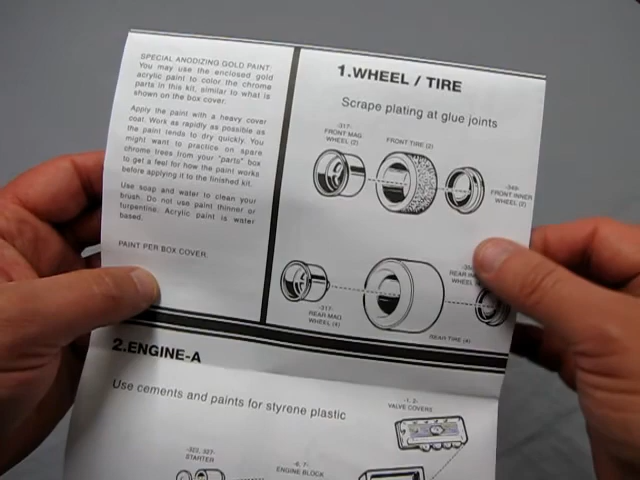 SPECIAL ANODIZING GOLD PAINT:
You may use the enclosed gold
acrylic paint to color the chrome
parts in this kit, similar to what is
shown on the box cover.
Apply the paint with a heavy cover
coat. Work as rapidly as possible as
the paint tends to dry quickly. You
might want to practice on spare
chrome trees from your "parts" box
to get a feel for how the paint works
before applying it to the finished kit.
Use soap and water to clean your
brush. Do not use paint thinner or
turpentine. Acrylic paint is water
based.
PAINT PER BOX COVER.
1.WHEEL / TIRE
Scrape plating at glue joints
-317-
FRONT MAG
WHEEL (2)
FRONT TIRE (2)
-349-
FRONT INNER
WHEEL (2)
-317-
REAR MAG
WHEEL (4)
REAR TIRE (4)
REAR
2.ENGINE-A
Use cements and paints for styrene plastic
-1, 2-
VALVE COVERS
-322, 327-
STARTER
-6, 7-
ENGINE BLOCK